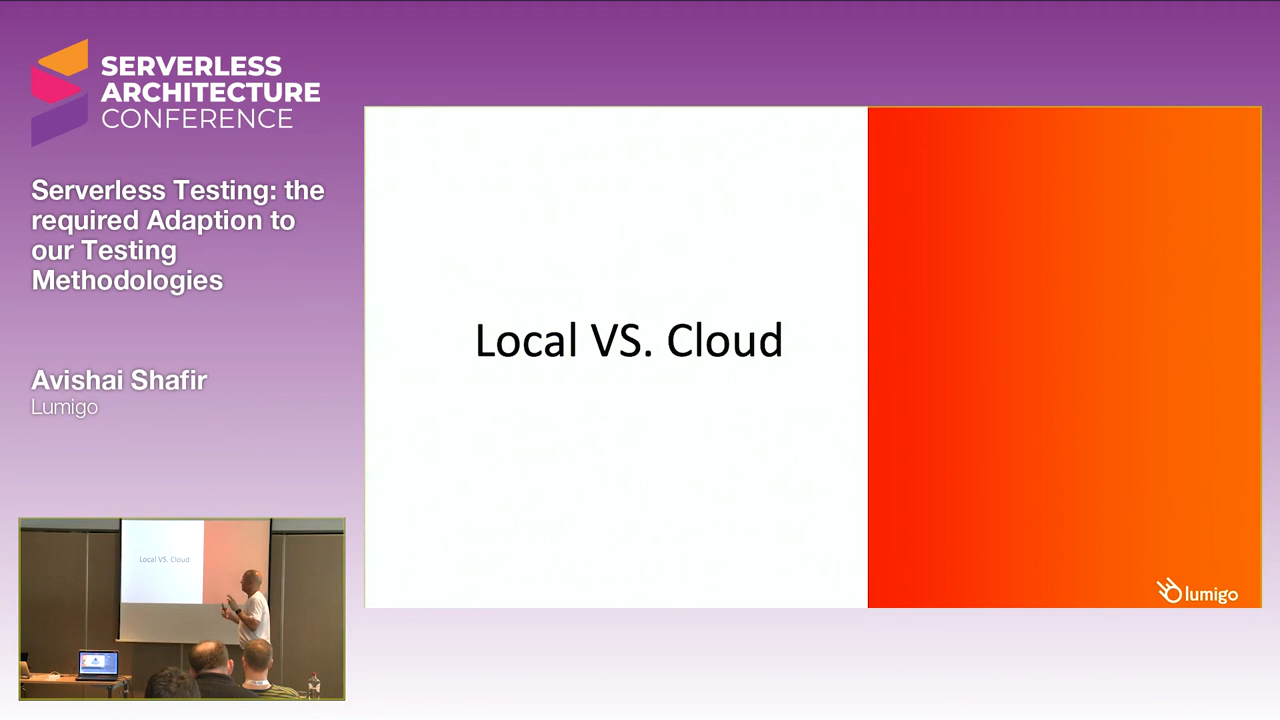 SERVERLESS
ARCHITECTURE
CONFERENCE
Serverless Testing: the
required Adaption to
our Testing
Methodologies
Avishai Shafir
Lumigo
Local VS. Cloud
lumigo
Local VS. Cloud